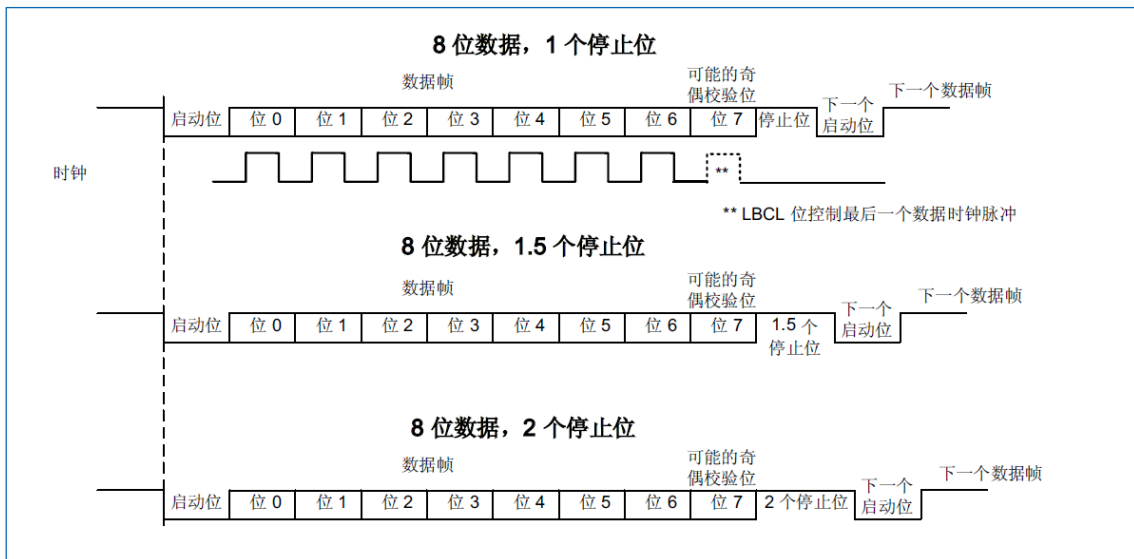 8 位数据，1 个停止位
数据帧
可能的奇
偶校验位
下一个数据帧
启动位 位 0 位 1 位 2 位 3 位 4 位 5 位 6 位 7 停止位
下一个
启动位
时钟
**
** LBCL 位控制最后一个数据时钟脉冲
8 位数据，1.5 个停止位
数据帧
可能的奇
偶校验位
下一个数据帧
启动位 位 0 位 1 位 2 位 3 位 4 位 5 位 6 位 7
1.5 个
停止位
下一个
启动位
8 位数据，2 个停止位
数据帧
可能的奇
偶校验位
下一个数据帧
启动位 位 0 位 1 位 2 位 3 位 4 位 5 位 6 位 7 2 个停止位
下一个
启动位